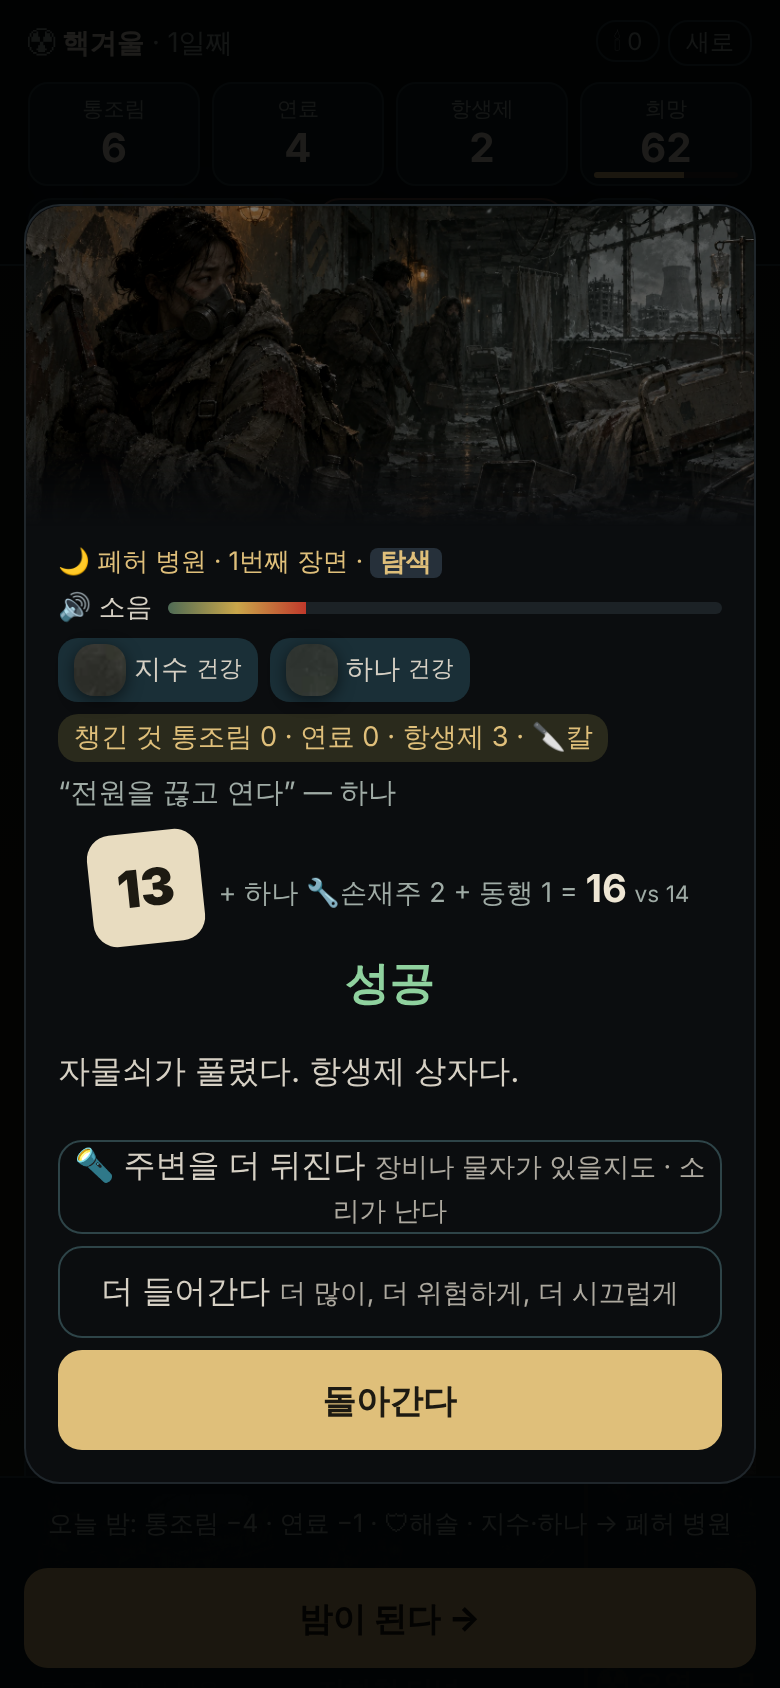 ☢ 핵겨울 · 1일째
0
새로
통조림
연료
항생제
희망
6
4
2
62
🌙 폐허 병원 · 1번째 장면 · 탐색
🔊 소음
지수 건강
하나 건강
챙긴 것 통조림 0 · 연료 0 · 항생제 3 · 🔪칼
“전원을 끊고 연다” — 하나
13 + 하나 🔧손재주 2 + 동행 1 = 16 vs 14
성공
자물쇠가 풀렸다. 항생제 상자다.
🔦 주변을 더 뒤진다 장비나 물자가 있을지도 · 소
리가 난다
더 들어간다 더 많이, 더 위험하게, 더 시끄럽게
돌아간다
오늘 밤: 통조림 −4 · 연료 −1 · 🛡해솔 · 지수·하나 → 폐허 병원
밤이 된다 →